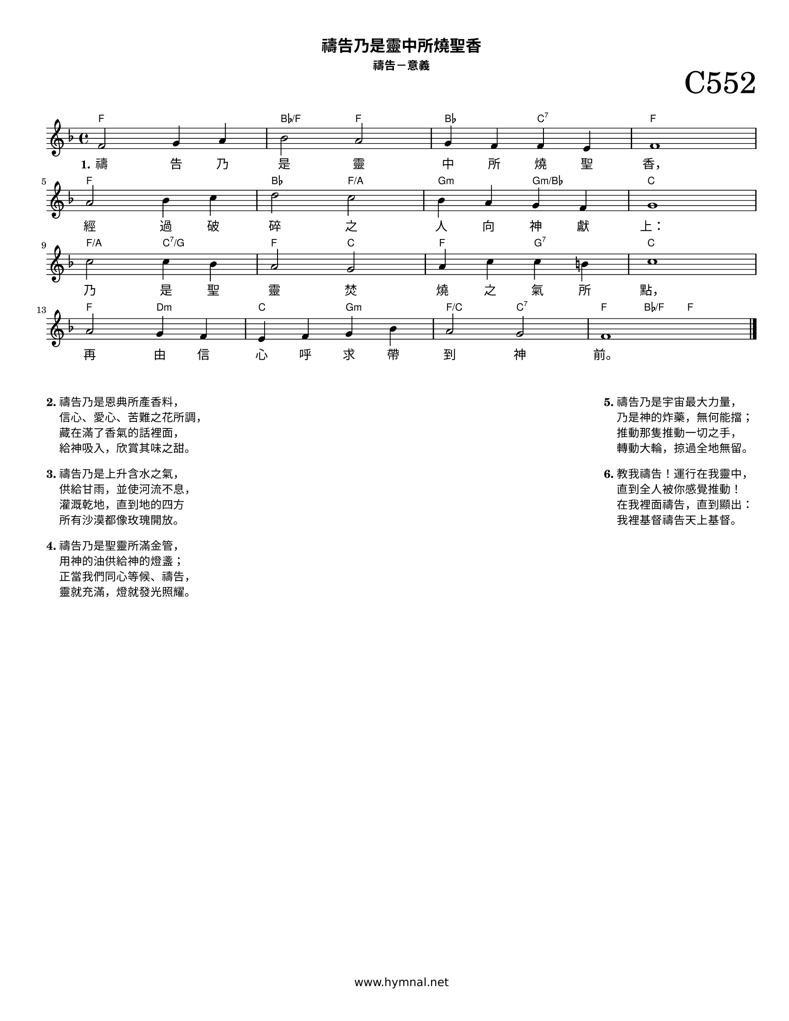 禱告乃是靈中所燒聖香
禱告－意義
C552
F B♭/F F B♭ C7 F
1. 禱 告 乃 是 靈 中 所 燒 聖 香，
5 F B♭ F/A Gm Gm/B♭ C
經 過 破 碎 之 人 向 神 獻 上：
9 F/A C7/G F C F G7 C
乃 是 聖 靈 焚 燒 之 氣 所 點，
13 F Dm C Gm F/C C7 F B♭/F F
再 由 信 心 呼 求 帶 到 神 前。
2. 禱告乃是恩典所產香料，
信心、愛心、苦難之花所調，
藏在滿了香氣的話裡面，
給神吸入，欣賞其味之甜。
3. 禱告乃是上升含水之氣，
供給甘雨，並使河流不息，
灌溉乾地，直到地的四方
所有沙漠都像玫瑰開放。
4. 禱告乃是聖靈所滿金管，
用神的油供給神的燈盞；
正當我們同心等候、禱告，
靈就充滿，燈就發光照耀。
5. 禱告乃是宇宙最大力量，
乃是神的炸藥，無何能擋；
推動那隻推動一切之手，
轉動大輪，掠過全地無留。
6. 教我禱告！運行在我靈中，
直到全人被你感覺推動！
在我裡面禱告，直到顯出：
我裡基督禱告天上基督。
www.hymnal.net